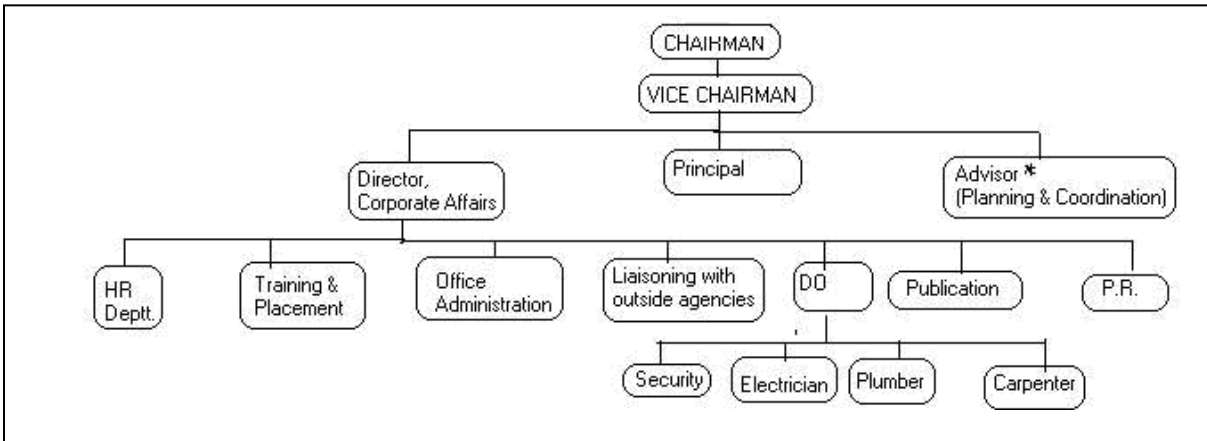 CHAIRMAN
VICE CHAIRMAN
Director,
Corporate Affairs
Principal
Advisor *
(Planning & Coordination)
HR
Deptt.
Training &
Placement
Office
Administration
Liaisoning with
outside agencies
DO
Publication
P.R.
Security
Electrician
Plumber
Carpenter